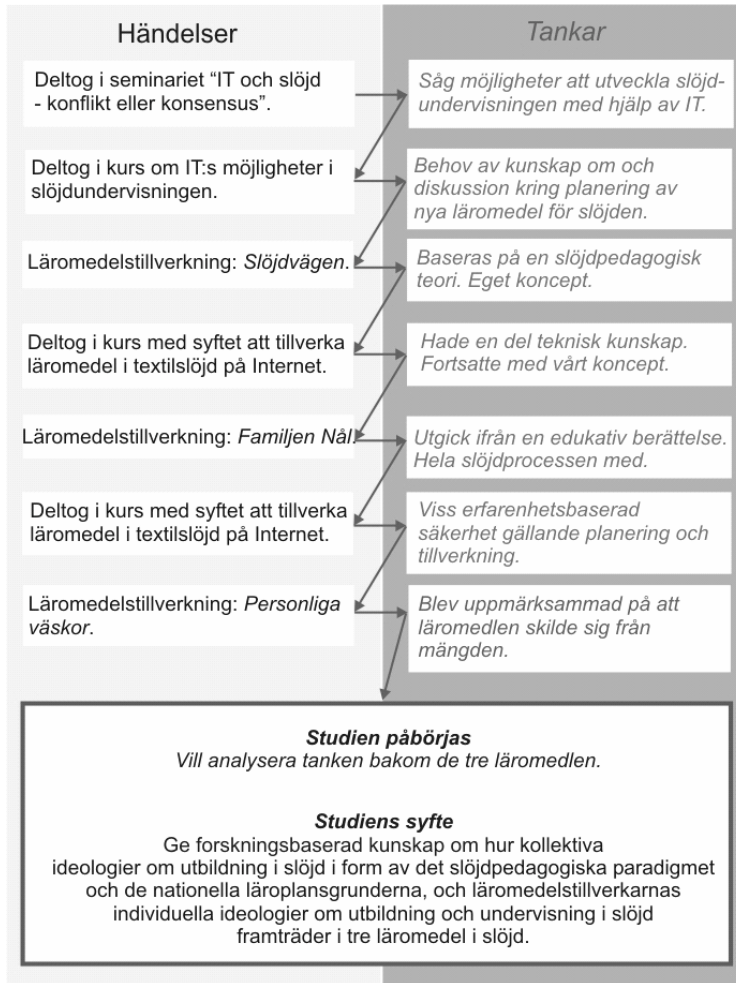 Händelser
Tankar
Deltog i seminariet “IT och slöjd
- konflikt eller konsensus”.
Såg möjligheter att utveckla slöjd-
undervisningen med hjälp av IT.
Deltog i kurs om IT:s möjligheter i
slöjdundervisningen.
Behov av kunskap om och
diskussion kring planering av
nya läromedel för slöjden.
Läromedelstillverkning: Slöjdvägen.
Baseras på en slöjdpedagogisk
teori. Eget koncept.
Deltog i kurs med syftet att tillverka
läromedel i textilslöjd på Internet.
Hade en del teknisk kunskap.
Fortsatte med vårt koncept.
Läromedelstillverkning: Familjen Nål.
Utgick ifrån en edukativ berättelse.
Hela slöjdprocessen med.
Deltog i kurs med syftet att tillverka
läromedel i textilslöjd på Internet.
Viss erfarenhetsbaserad
säkerhet gällande planering och
tillverkning.
Läromedelstillverkning: Personliga
väskor.
Blev uppmärksammad på att
läromedlen skilde sig från
mängden.
Studien påbörjas
Vill analysera tanken bakom de tre läromedlen.
Studiens syfte
Ge forskningsbaserad kunskap om hur kollektiva
ideologier om utbildning i slöjd i form av det slöjdpedagogiska paradigmet
och de nationella läroplansgrunderna, och läromedelstillverkarnas
individuella ideologier om utbildning och undervisning i slöjd
framträder i tre läromedel i slöjd.